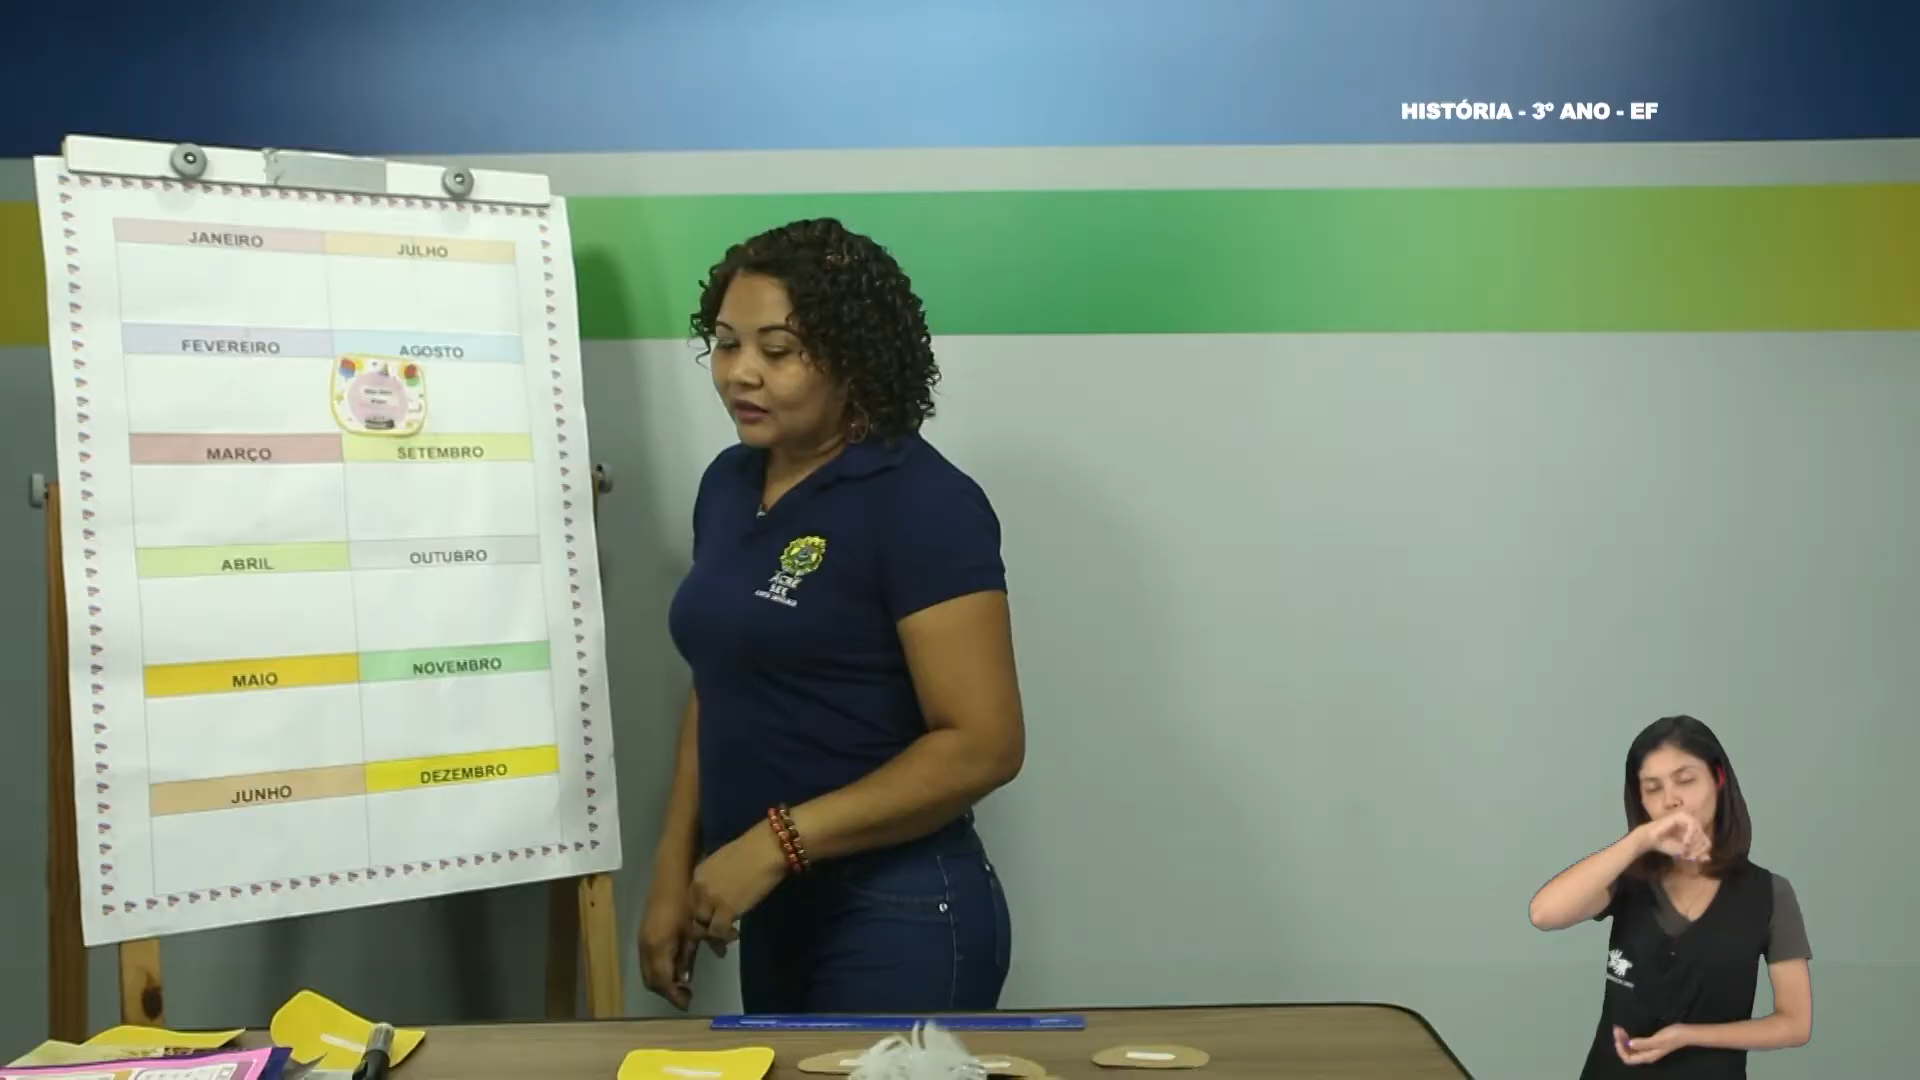 HISTÓRIA - 3º ANO - EF
JANEIRO
JULHO
FEVEREIRO
AGOSTO
MARÇO
SETEMBRO
ABRIL
OUTUBRO
MAIO
NOVEMBRO
JUNHO
DEZEMBRO
ACRE
SEE